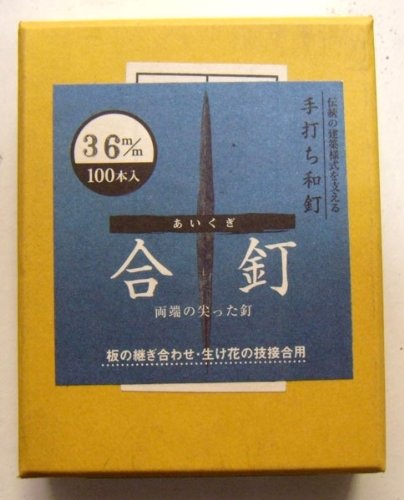 伝統の建築様式を支える
手打ち和釘
36m/m
100本入
あいくぎ
合釘
両端の尖った釘
板の継ぎ合わせ・生け花の技接合用